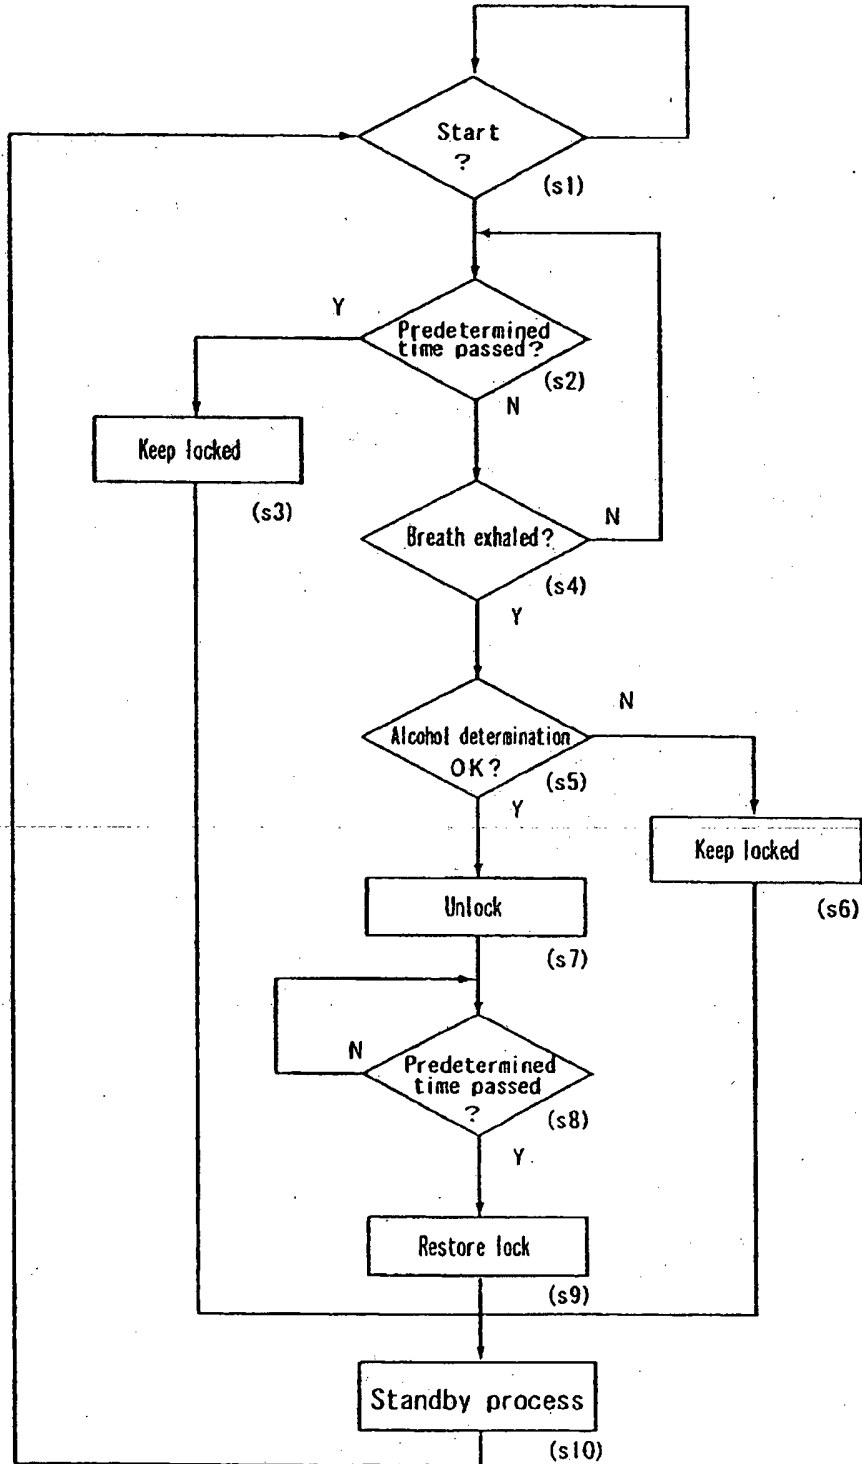 Start
?
(s1)
Y
Predetermined
time passed?
(s2)
N
Keep locked
(s3)
Breath exhaled?
N
(s4)
Y
N
Alcohol determination
OK?
(s5)
Y
Keep locked
(s6)
Unlock
(s7)
N
Predetermined
time passed
?
(s8)
Y
Restore lock
(s9)
Standby process
(s10)